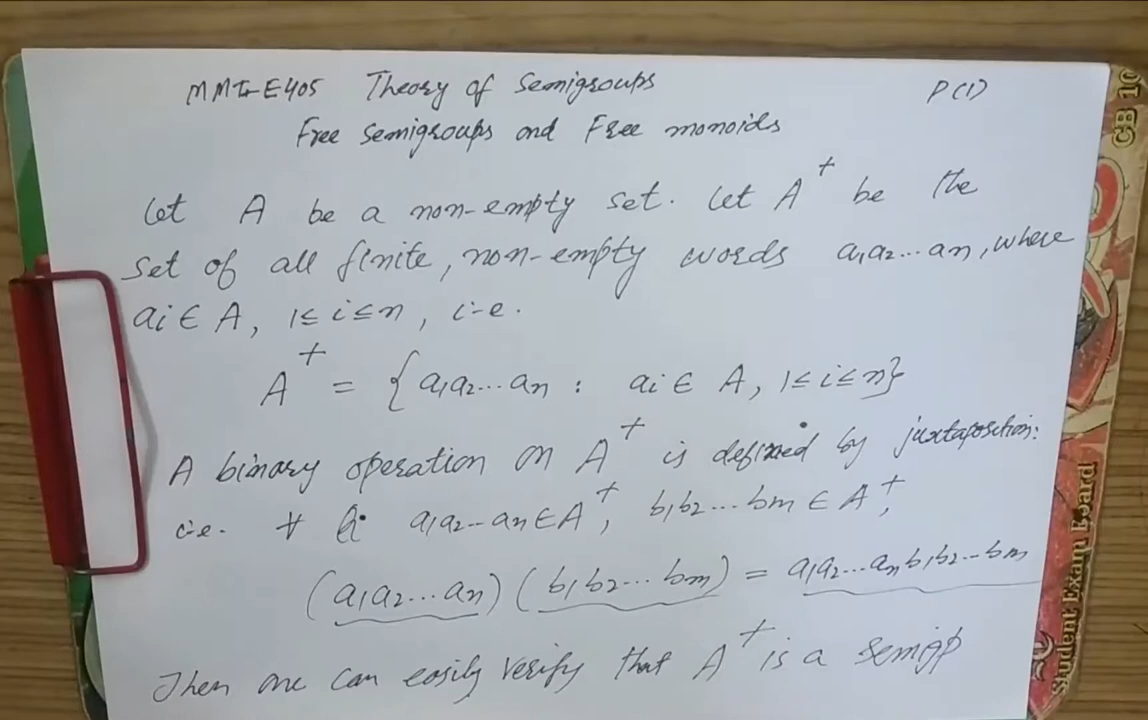 MMT-E405 Theory of Semigroups P(1)
Free Semigroups and Free monoids
Let A be a non-empty set. Let A⁺ be the
set of all finite, non-empty words a₁a₂...aₙ, where
aᵢ ∈ A, 1≤i≤n, i.e.
A⁺ = {a₁a₂...aₙ : aᵢ ∈ A, 1≤i≤n}
A binary operation on A⁺ is defined by juxtaposition:
i.e. ∀ a₁a₂--aₙ∈A⁺, b₁b₂...bₘ ∈ A⁺,
(a₁a₂...aₙ)(b₁b₂...bₘ) = a₁a₂...aₙb₁b₂...bₘ
Then one can easily verify that A⁺ is a semigp
CB 10
Student Exam Board